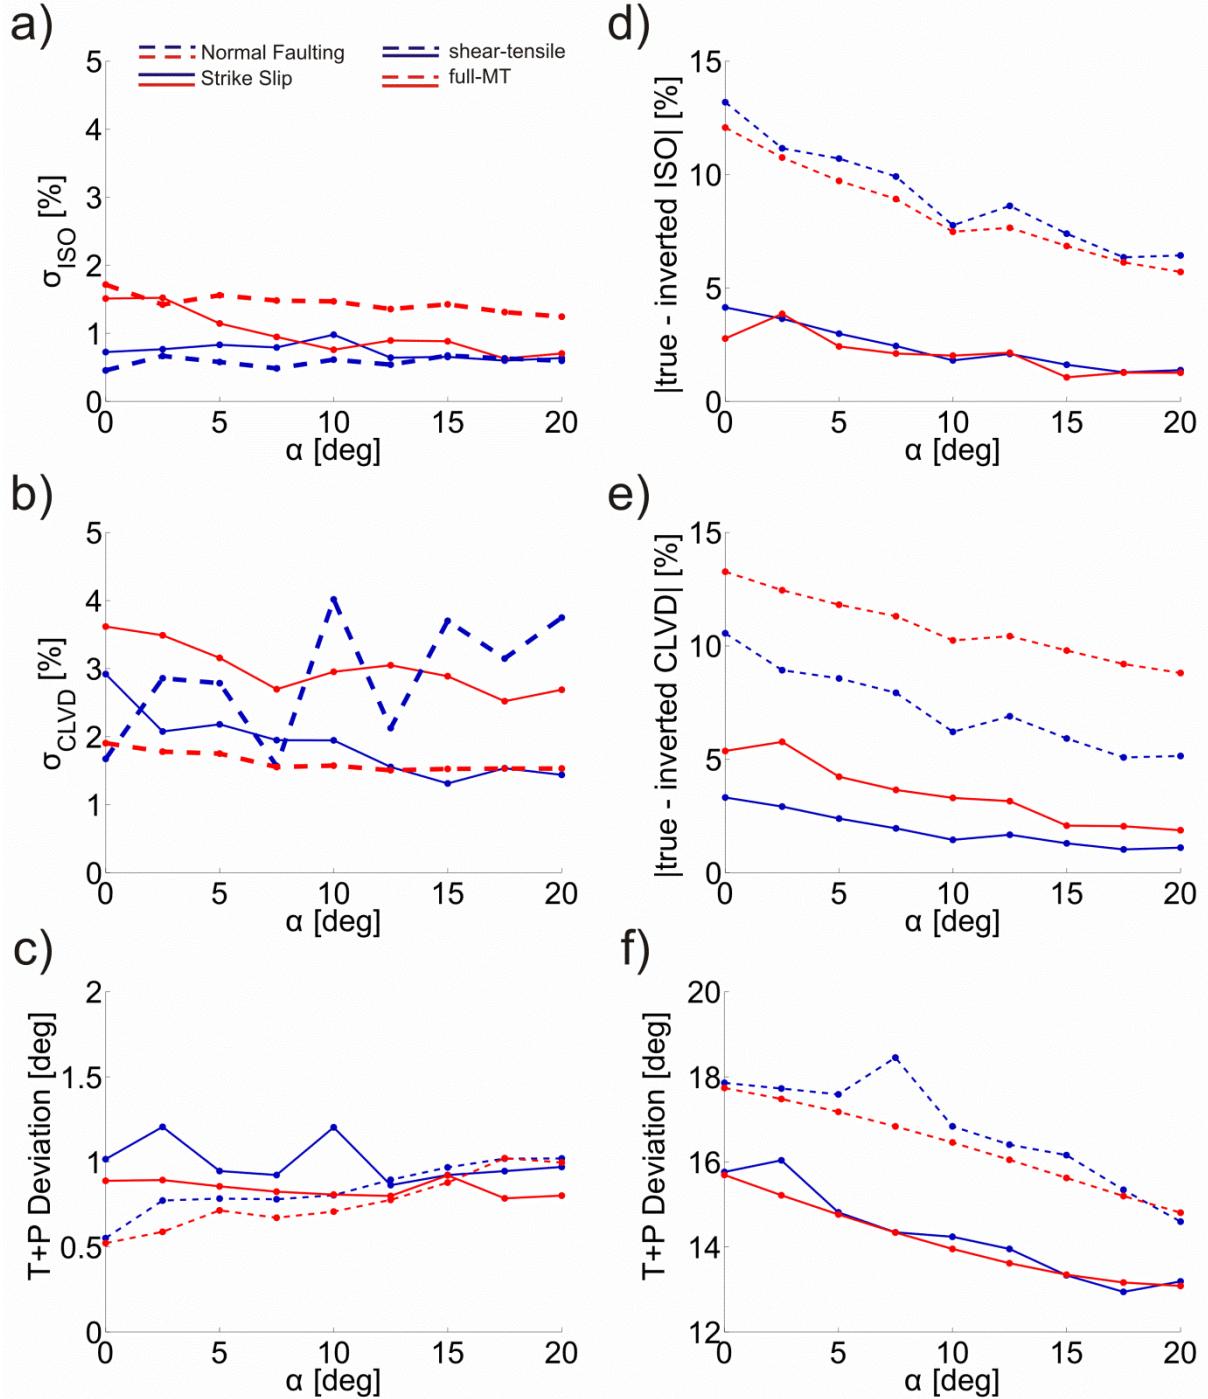 a)
Normal Faulting
Strike Slip
shear-tensile
full-MT
σISO [%]
5
4
3
2
1
0
0 5 10 15 20
α [deg]
d)
|true - inverted ISO| [%]
15
10
5
0
0 5 10 15 20
α [deg]
b)
σCLVD [%]
5
4
3
2
1
0
0 5 10 15 20
α [deg]
e)
|true - inverted CLVD| [%]
15
10
5
0
0 5 10 15 20
α [deg]
c)
T+P Deviation [deg]
2
1.5
1
0.5
0
0 5 10 15 20
α [deg]
f)
T+P Deviation [deg]
20
18
16
14
12
0 5 10 15 20
α [deg]